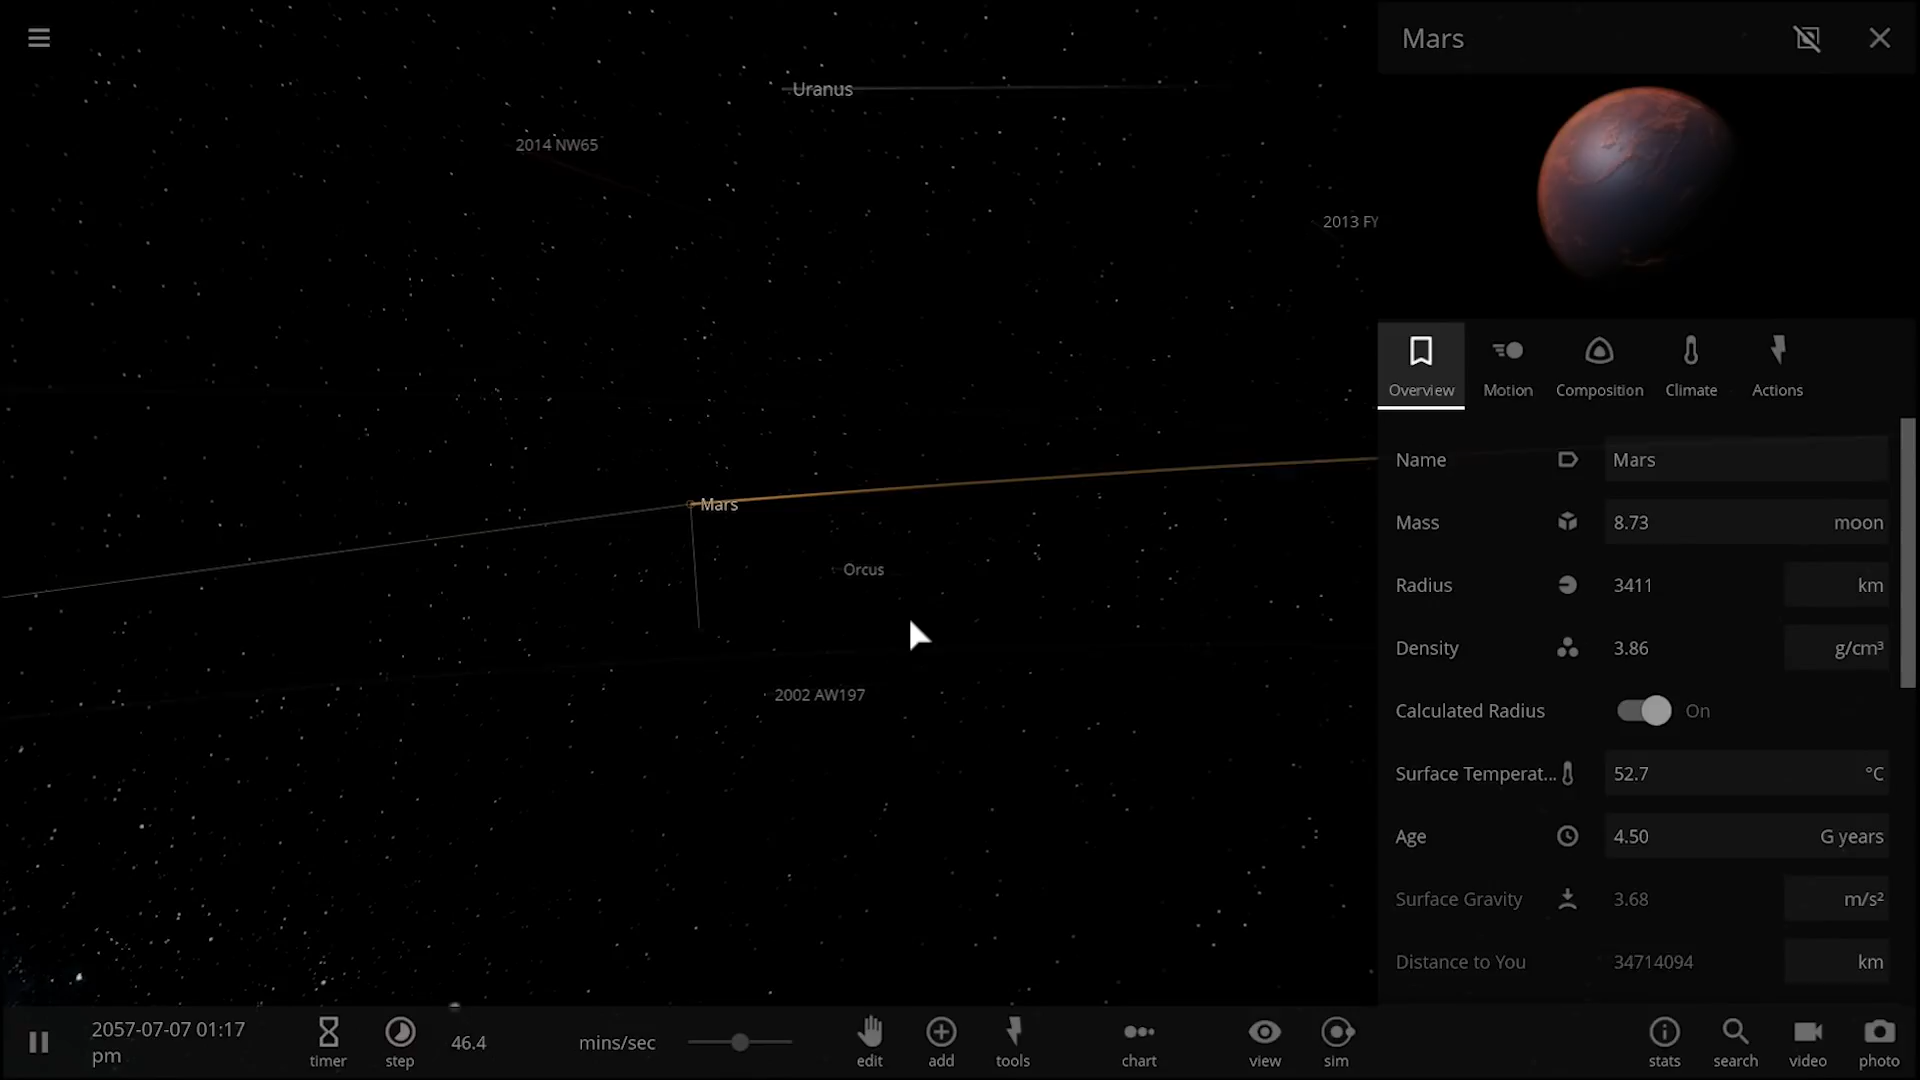 Mars
Uranus
2014 NW65
2013 FY
Mars
Orcus
2002 AW197
Overview
Motion
Composition
Climate
Actions
Name Mars
Mass 8.73 moon
Radius 3411 km
Density 3.86 g/cm³
Calculated Radius On
Surface Temperat... 52.7 °C
Age 4.50 G years
Surface Gravity 3.68 m/s²
Distance to You 34714094 km
2057-07-07 01:17
pm
timer
step
46.4 mins/sec
edit
add
tools
chart
view
sim
stats
search
video
photo